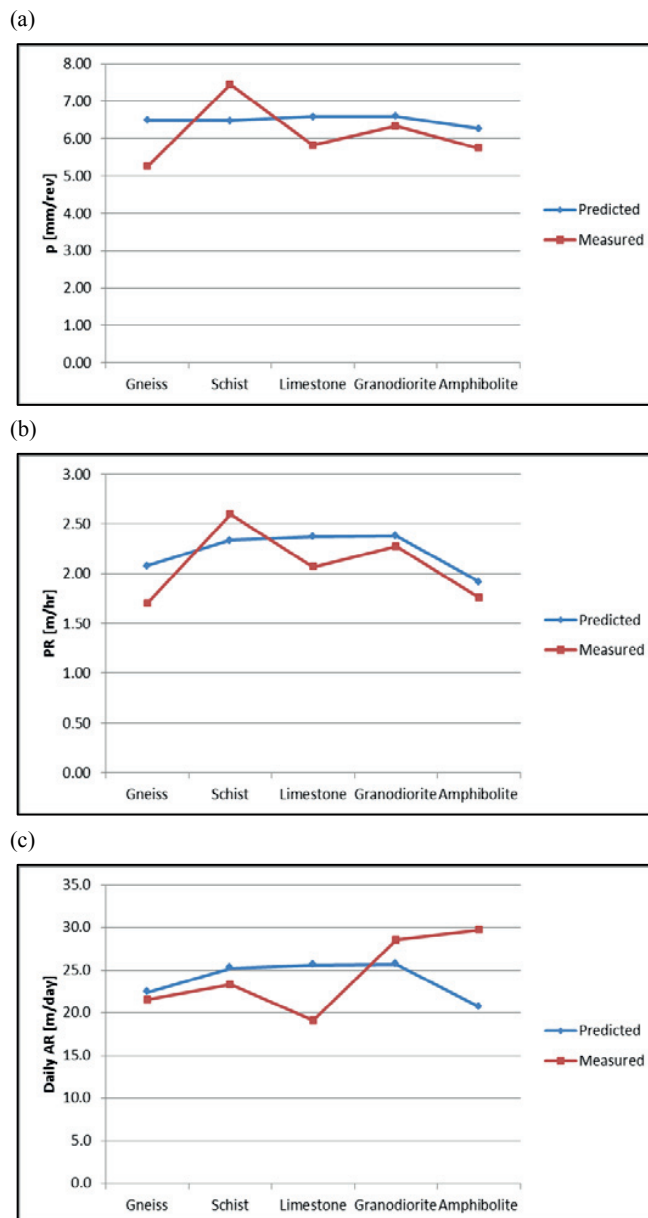 (a)
8.00
7.00
6.00
5.00
4.00
3.00
2.00
1.00
0.00
p [mm/rev]
Gneiss Schist Limestone Granodiorite Amphibolite
Predicted
Measured
(b)
3.00
2.50
2.00
1.50
1.00
0.50
0.00
PR [m/hr]
Gneiss Schist Limestone Granodiorite Amphibolite
Predicted
Measured
(c)
35.0
30.0
25.0
20.0
15.0
10.0
5.0
0.0
Daily AR [m/day]
Gneiss Schist Limestone Granodiorite Amphibolite
Predicted
Measured